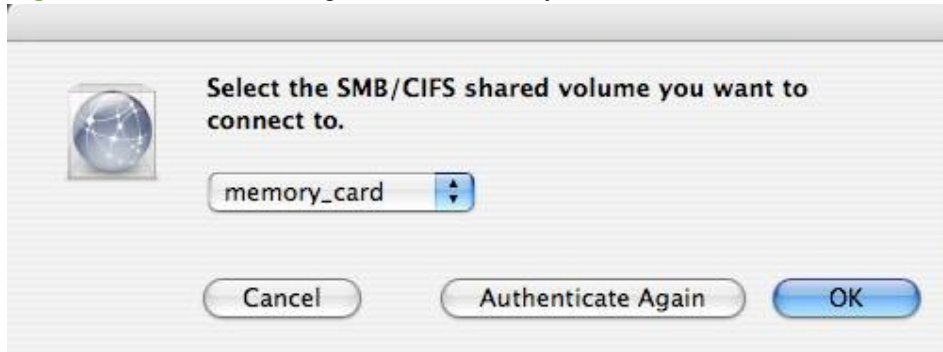 Select the SMB/CIFS shared volume you want to
connect to.
memory_card
Cancel
Authenticate Again
OK